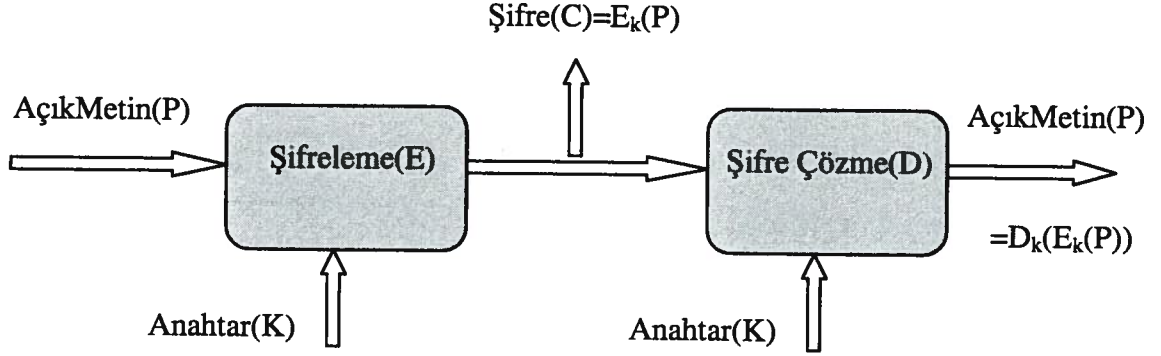 Şifre(C)=Ek(P)
AçıkMetin(P)
Şifreleme(E)
Şifre Çözme(D)
AçıkMetin(P)
=Dk(Ek(P))
Anahtar(K)
Anahtar(K)